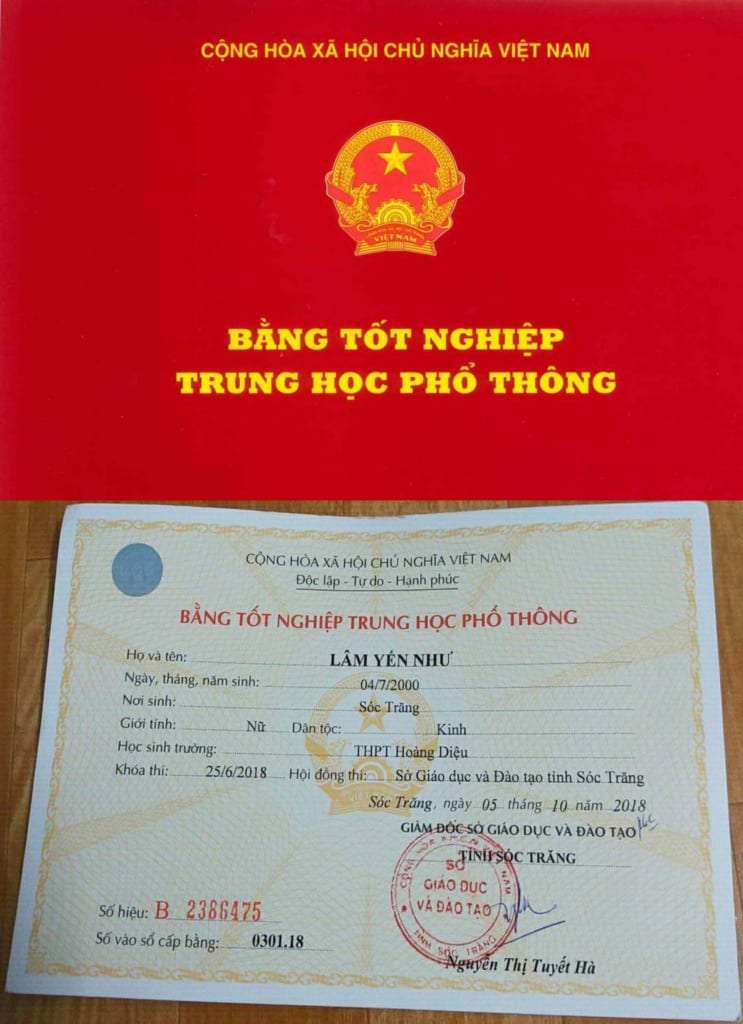 CỘNG HÒA XÃ HỘI CHỦ NGHĨA VIỆT NAM
VIỆT NAM
BẰNG TỐT NGHIỆP
TRUNG HỌC PHỔ THÔNG
CỘNG HÒA XÃ HỘI CHỦ NGHĨA VIỆT NAM
Độc lập - Tự do - Hạnh phúc
BẰNG TỐT NGHIỆP TRUNG HỌC PHỔ THÔNG
Họ và tên: LÂM YẾN NHƯ
Ngày, tháng, năm sinh: 04/7/2000
Nơi sinh: Sóc Trăng
Giới tính: Nữ Dân tộc: Kinh
Học sinh trường: THPT Hoàng Diệu
Khóa thi: 25/6/2018 Hội đồng thi: Sở Giáo dục và Đào tạo tỉnh Sóc Trăng
Sóc Trăng, ngày 05 tháng 10 năm 2018
GIÁM ĐỐC SỞ GIÁO DỤC VÀ ĐÀO TẠO
TỈNH SÓC TRĂNG
SỞ
GIÁO DỤC
VÀ ĐÀO TẠO
TỈNH SÓC TRĂNG
Số hiệu: B 2386475
Số vào sổ cấp bằng: 0301.18
Nguyễn Thị Tuyết Hà